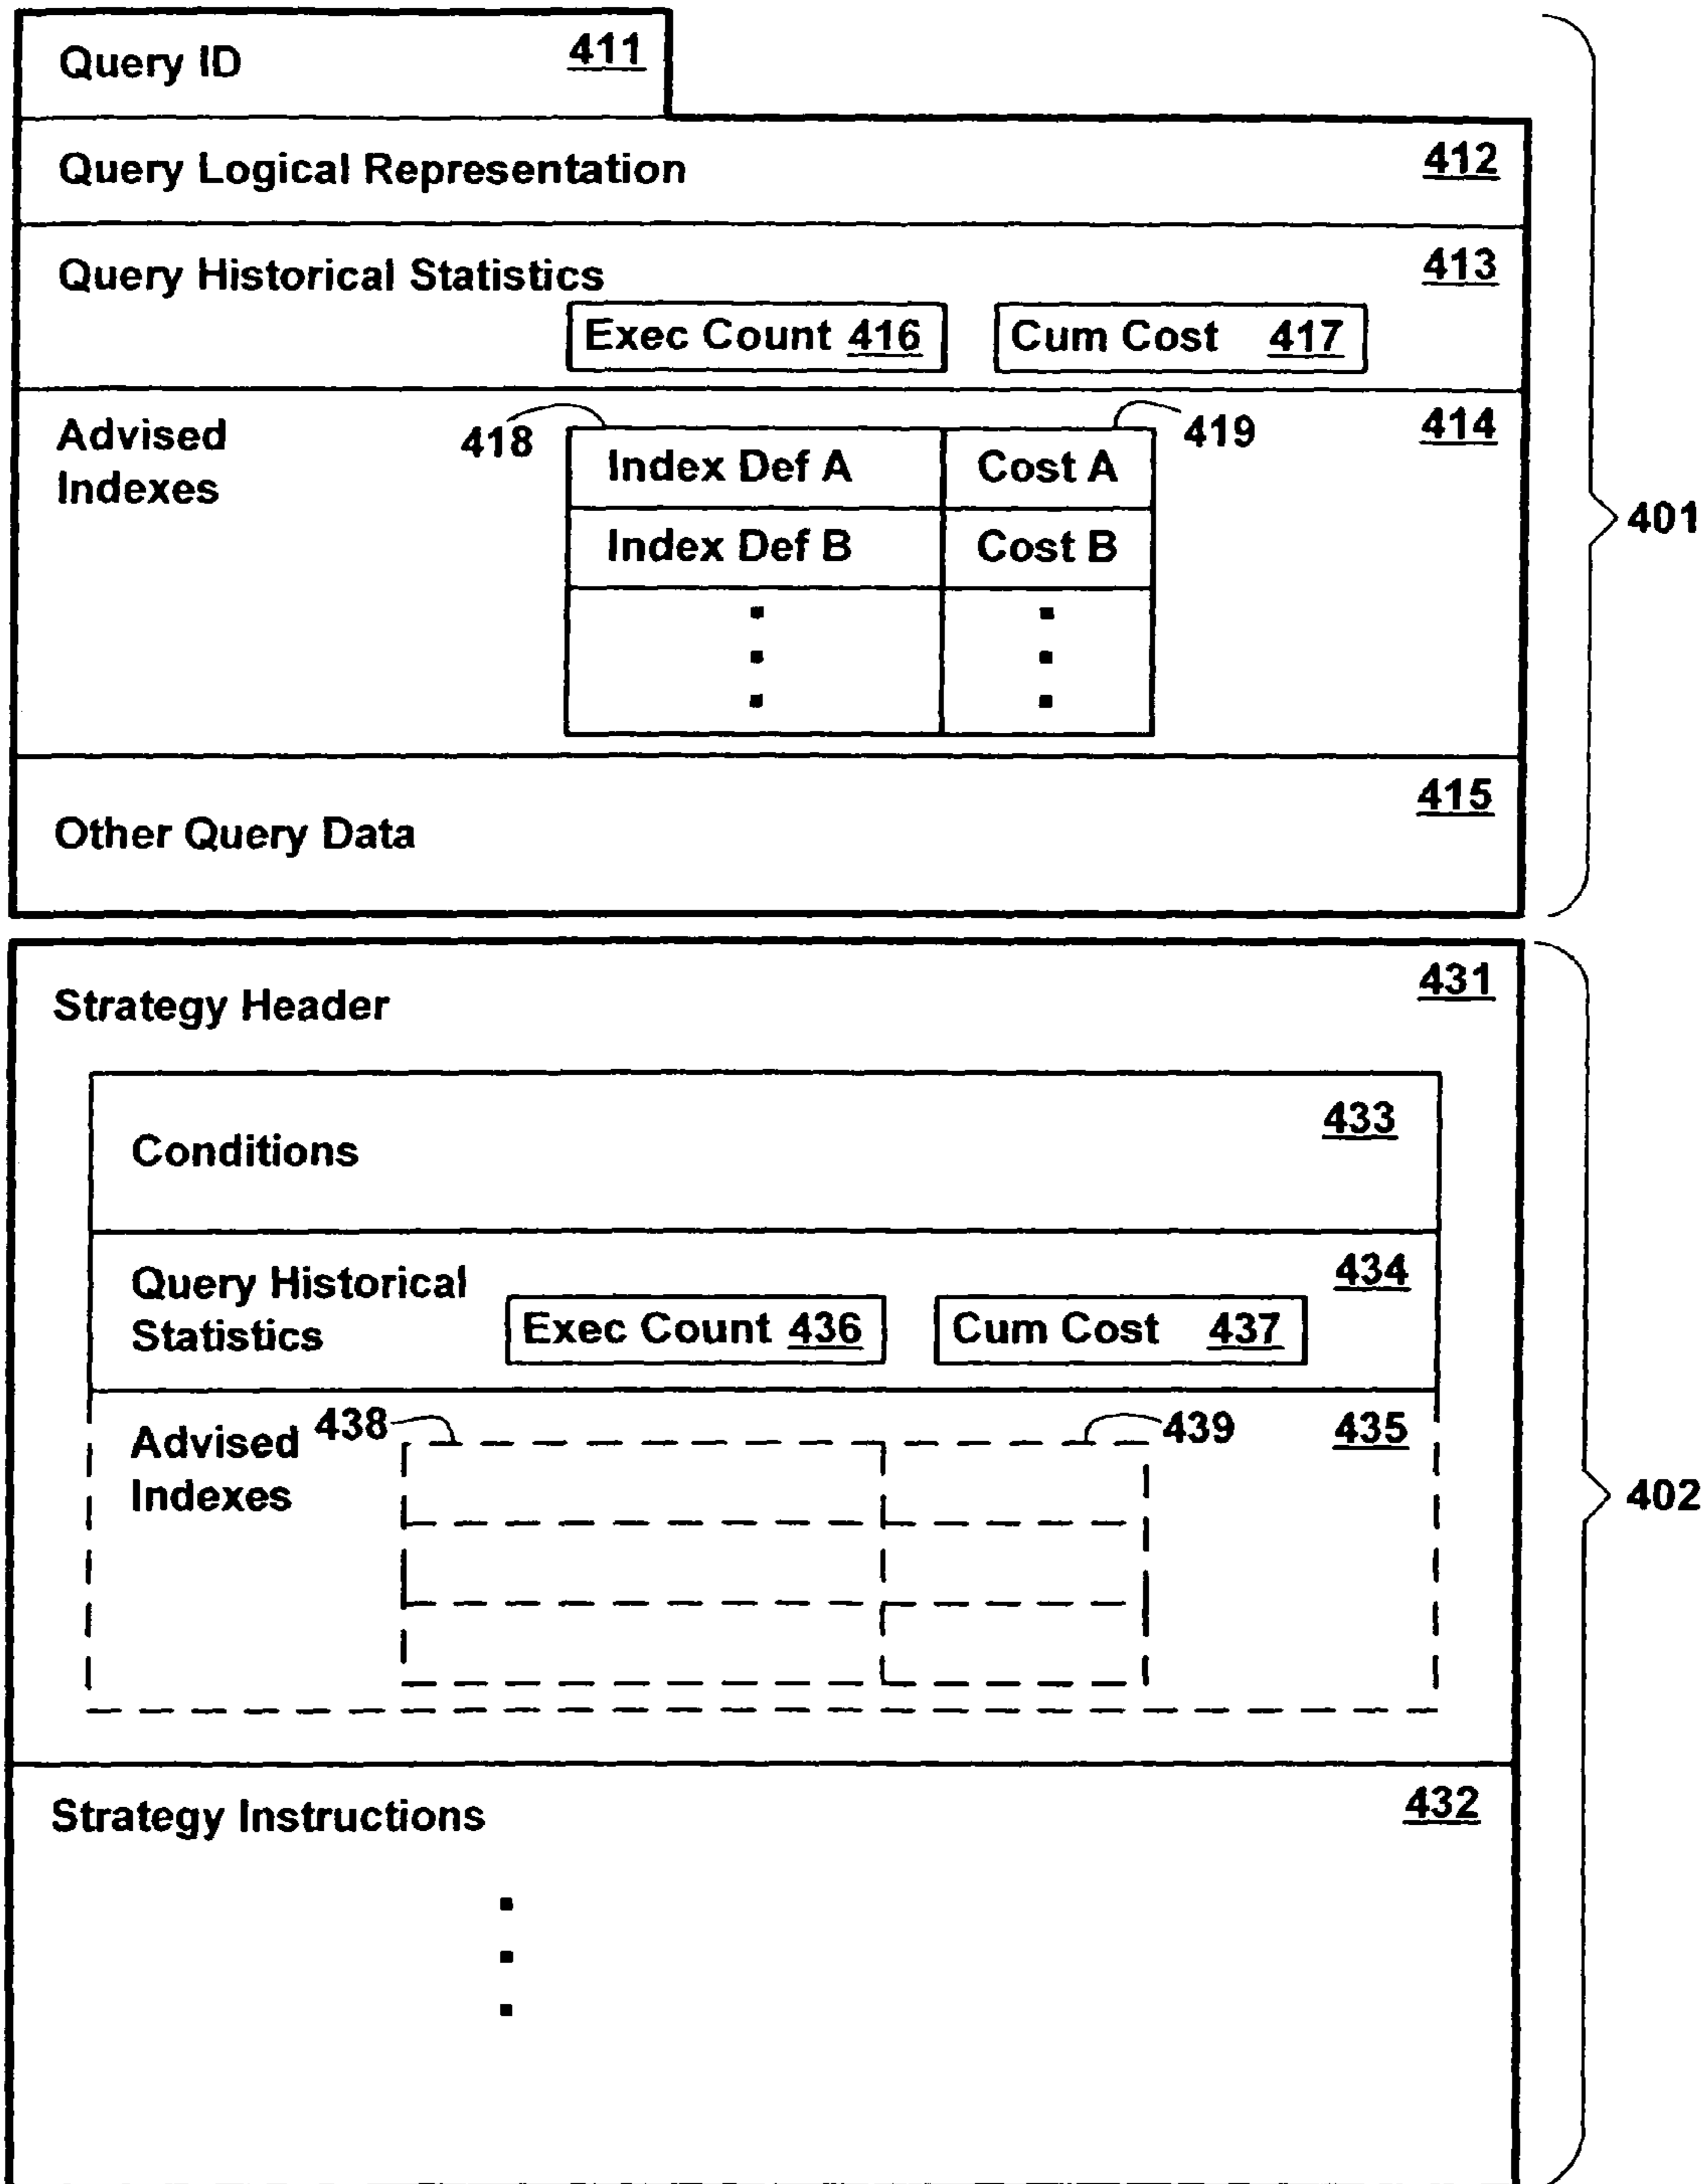 Query ID 411
Query Logical Representation 412
Query Historical Statistics 413
Exec Count 416 Cum Cost 417
Advised Indexes 414
418 419
Index Def A Cost A
Index Def B Cost B
401
Other Query Data 415
Strategy Header 431
Conditions 433
Query Historical Statistics 434
Exec Count 436 Cum Cost 437
Advised Indexes 438 439 435
402
Strategy Instructions 432